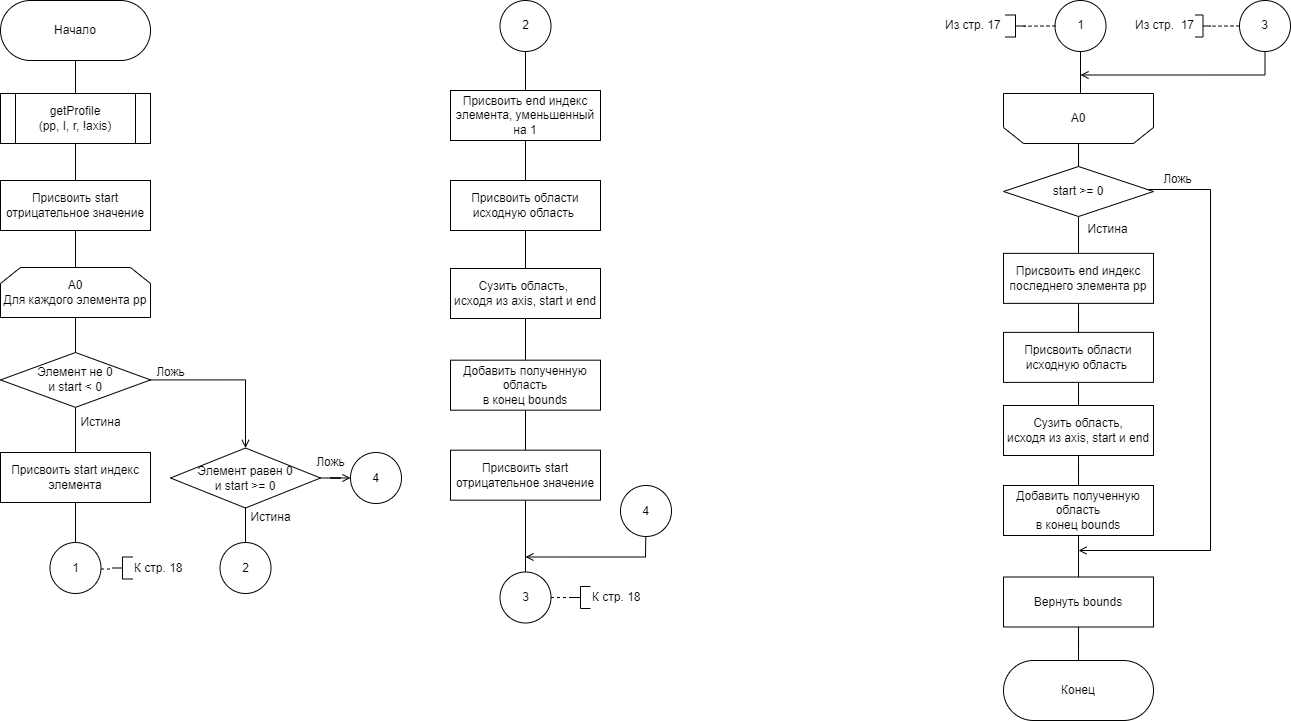 Начало
getProfile
(pp, l, r, !axis)
Присвоить start
отрицательное значение
A0
Для каждого элемента pp
Элемент не 0
и start < 0
Ложь
Истина
Присвоить start индекс
элемента
1
К стр. 18
Элемент равен 0
и start >= 0
Ложь
4
Истина
2
2
Присвоить end индекс
элемента, уменьшенный
на 1
Присвоить области
исходную область
Сузить область,
исходя из axis, start и end
Добавить полученную
область
в конец bounds
Присвоить start
отрицательное значение
4
3
К стр. 18
Из стр. 17
1
Из стр. 17
3
A0
start >= 0
Ложь
Истина
Присвоить end индекс
последнего элемента pp
Присвоить области
исходную область
Сузить область,
исходя из axis, start и end
Добавить полученную
область
в конец bounds
Вернуть bounds
Конец